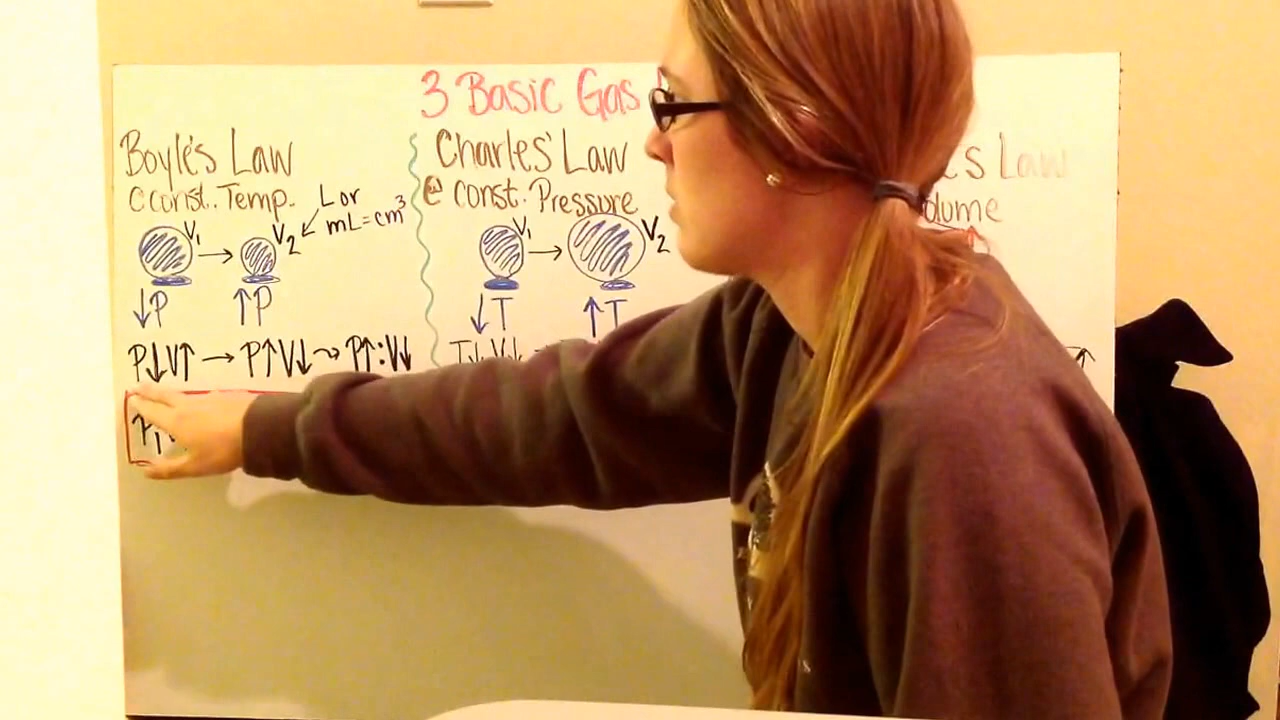 3 Basic Gas
Boyle's Law
@ const. Temp.
L or
mL = cm³
V₁ → V₂
↓P ↑P
P↓V↑ → P↑V↓ ~> P↑:V↓
Charles' Law
@ const. Pressure
V₁ → V₂
↓T ↑T
T↓V↓
's Law
olume